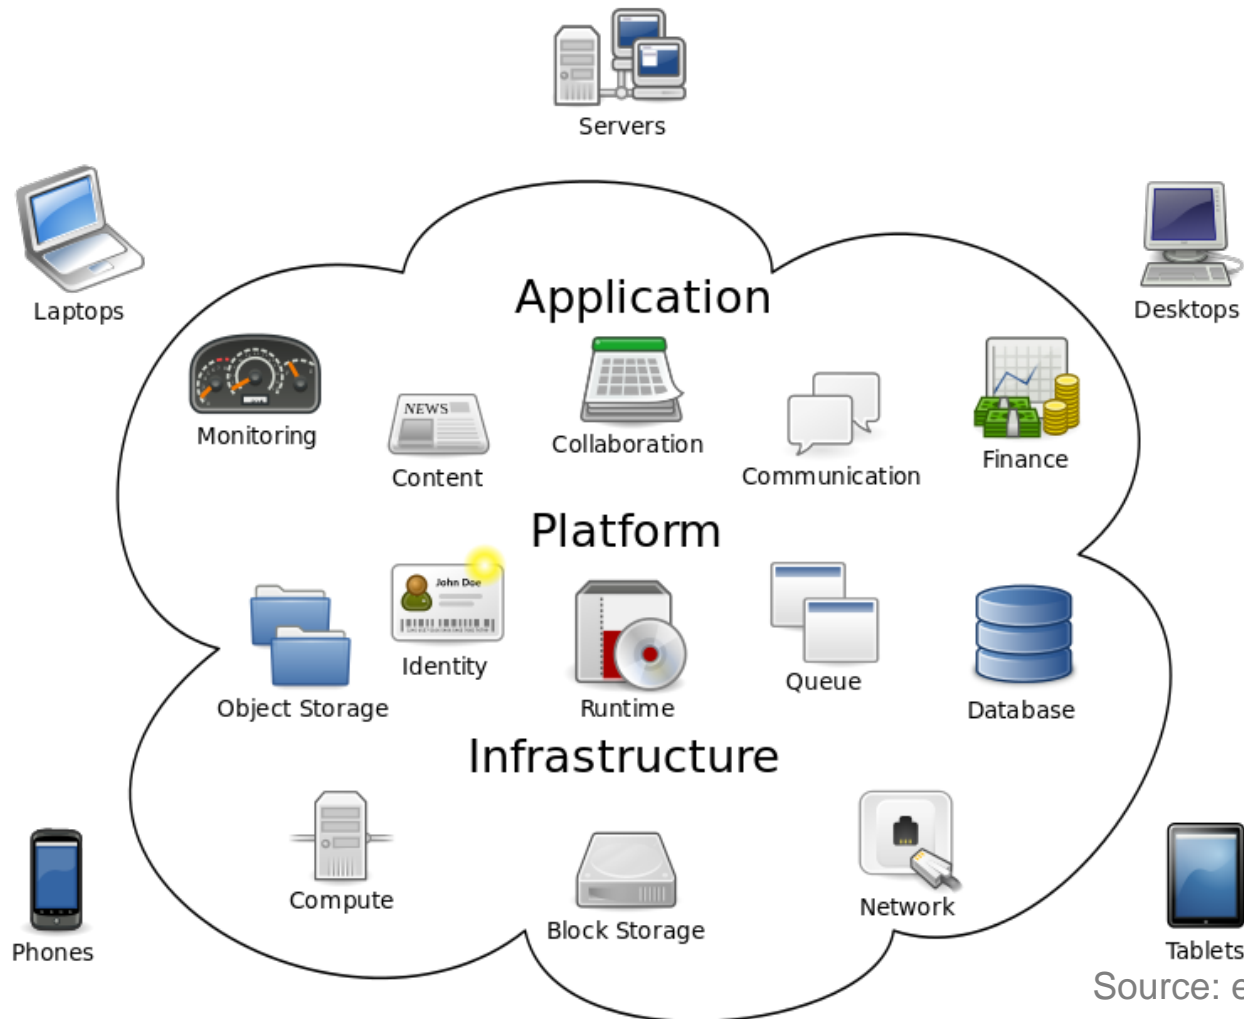 Servers
Laptops
Desktops
Application
Monitoring
NEWS
Content
Collaboration
Communication
Finance
Platform
John Doe
Object Storage
Identity
Runtime
Queue
Database
Infrastructure
Compute
Block Storage
Network
Phones
Tablets
Source: e